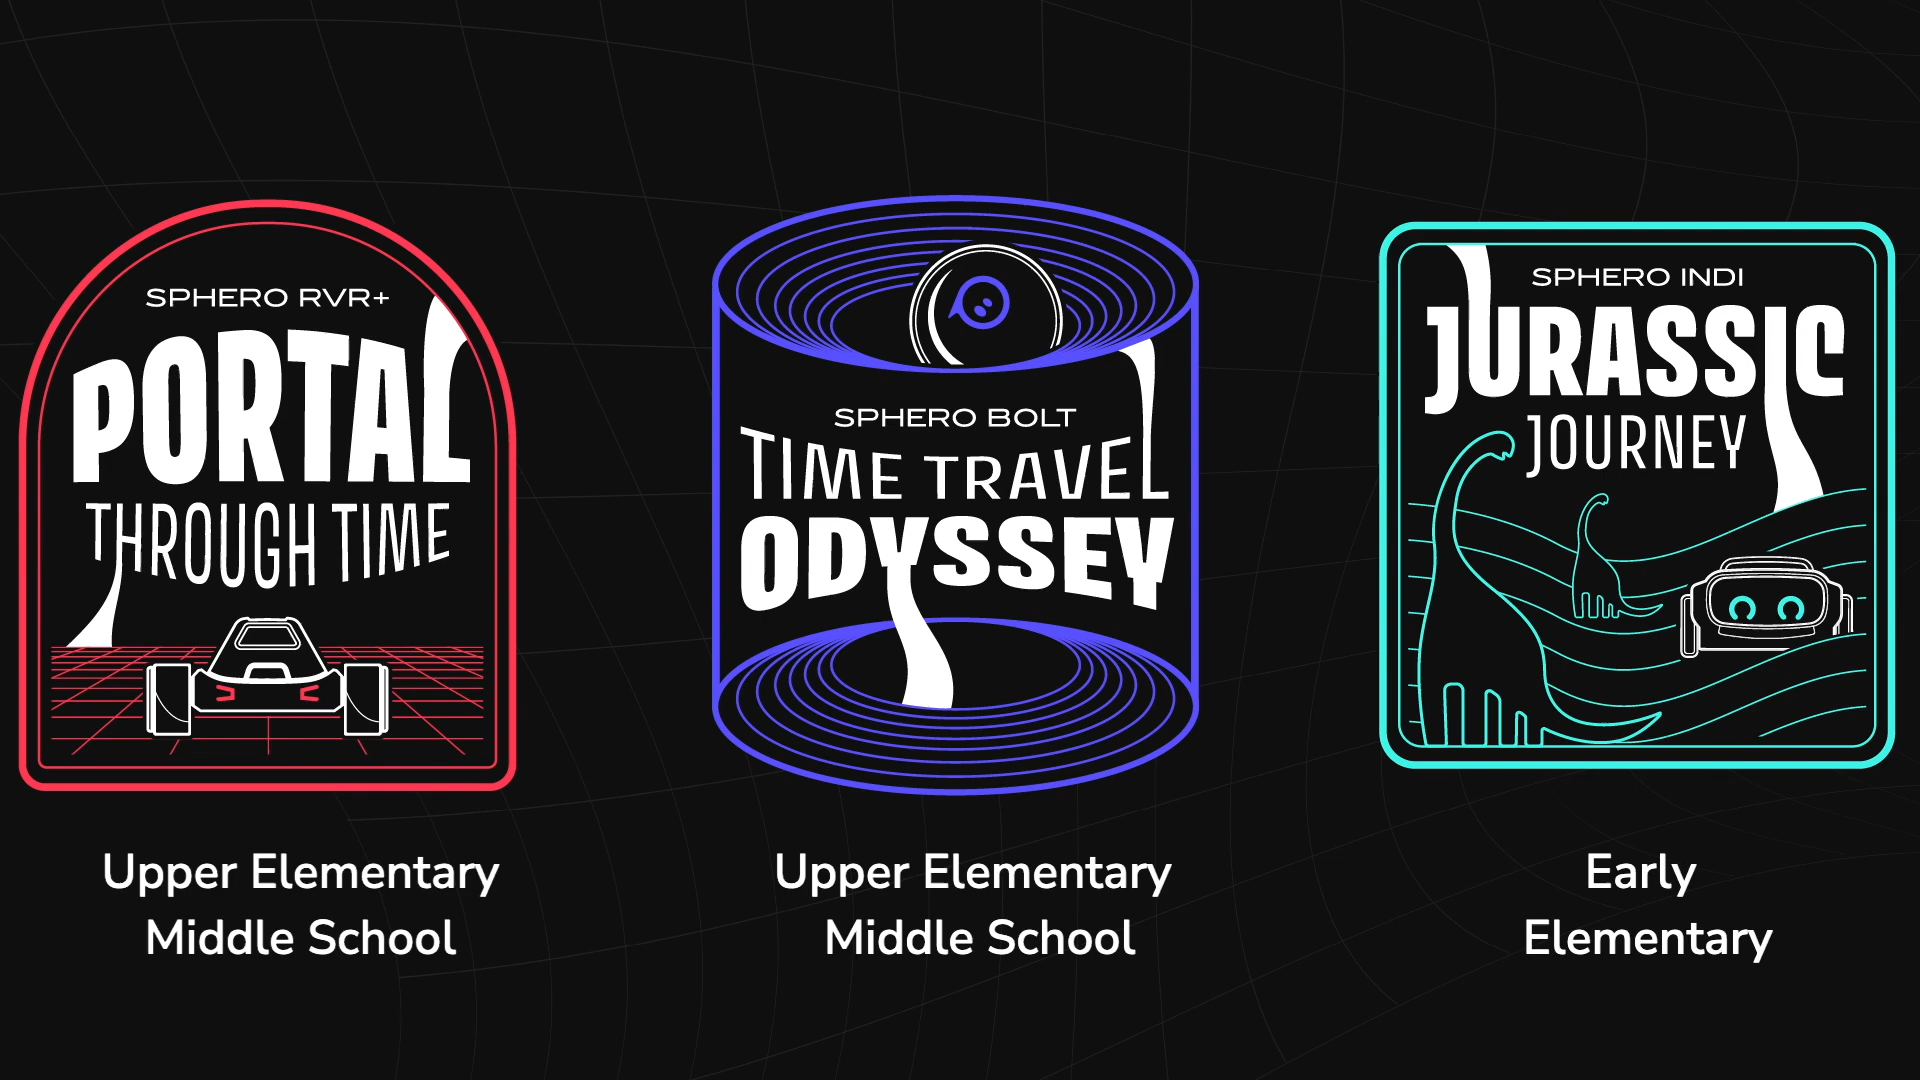 SPHERO RVR+
PORTAL
THROUGH TIME
Upper Elementary
Middle School
SPHERO BOLT
TIME TRAVEL
ODYSSEY
Upper Elementary
Middle School
SPHERO INDI
JURASSIC
JOURNEY
Early
Elementary